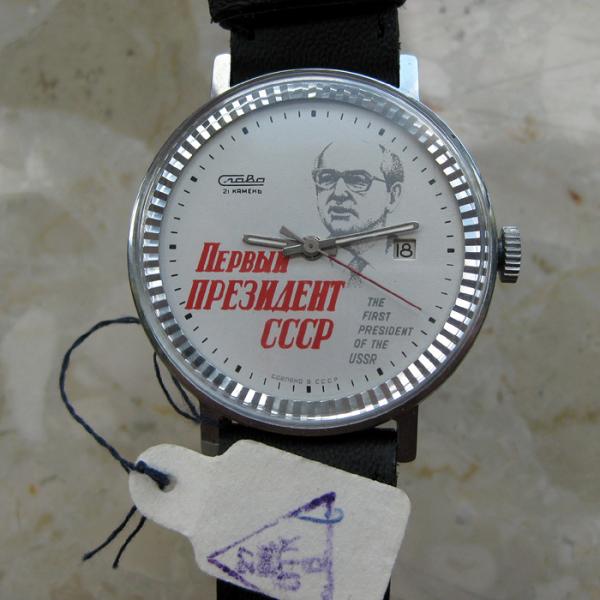 Слава
21 КАМЕНЬ
18
Первый
ПРЕЗИДЕНТ
СССР
THE
FIRST
PRESIDENT
OF THE
USSR
СДЕЛАНО В СССР